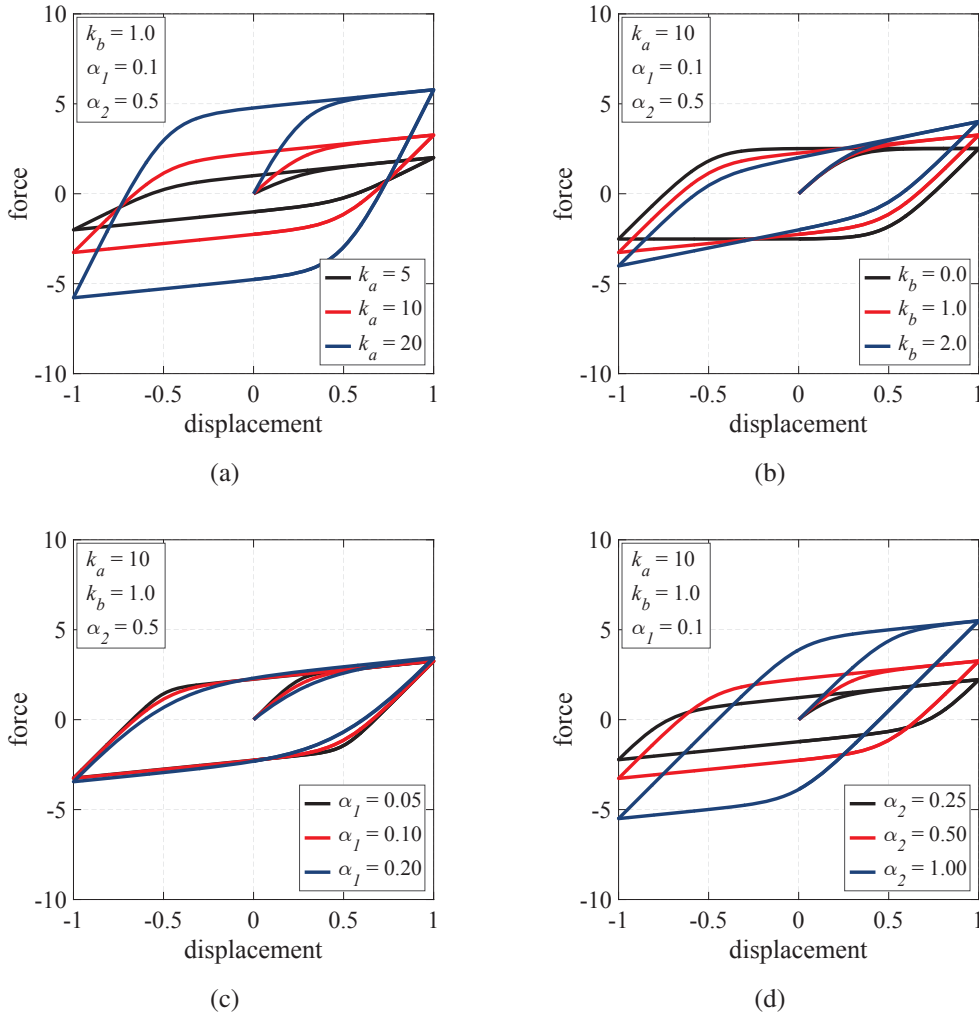 10
k_b = 1.0
α_1 = 0.1
α_2 = 0.5
5
0
-5
-10
force
k_a = 5
k_a = 10
k_a = 20
-1 -0.5 0 0.5 1
displacement
(a)
10
k_a = 10
α_1 = 0.1
α_2 = 0.5
5
0
-5
-10
force
k_b = 0.0
k_b = 1.0
k_b = 2.0
-1 -0.5 0 0.5 1
displacement
(b)
10
k_a = 10
k_b = 1.0
α_2 = 0.5
5
0
-5
-10
force
α_1 = 0.05
α_1 = 0.10
α_1 = 0.20
-1 -0.5 0 0.5 1
displacement
(c)
10
k_a = 10
k_b = 1.0
α_1 = 0.1
5
0
-5
-10
force
α_2 = 0.25
α_2 = 0.50
α_2 = 1.00
-1 -0.5 0 0.5 1
displacement
(d)